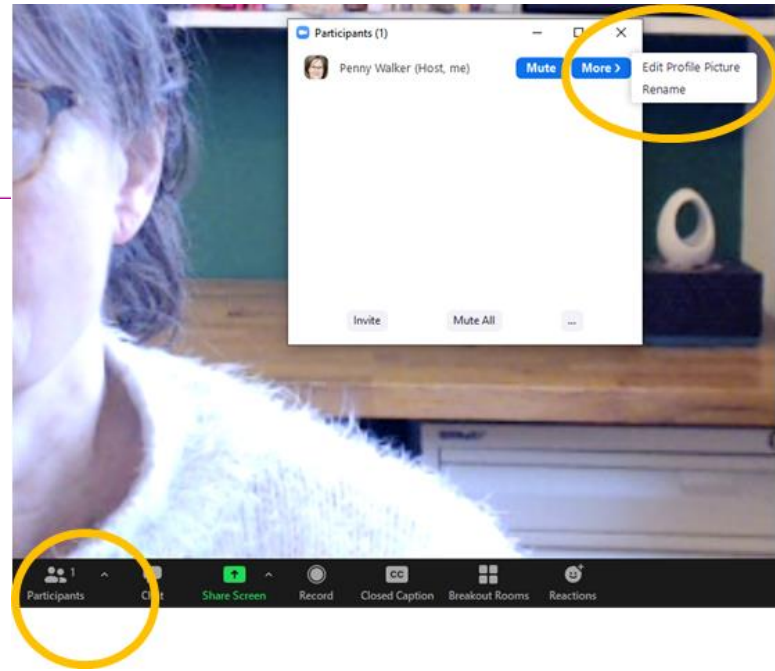 Participants (1)
Penny Walker (Host, me)
Mute
More >
Edit Profile Picture
Rename
Invite
Mute All
...
1
Participants
Chat
Share Screen
Record
CC
Closed Caption
Breakout Rooms
Reactions